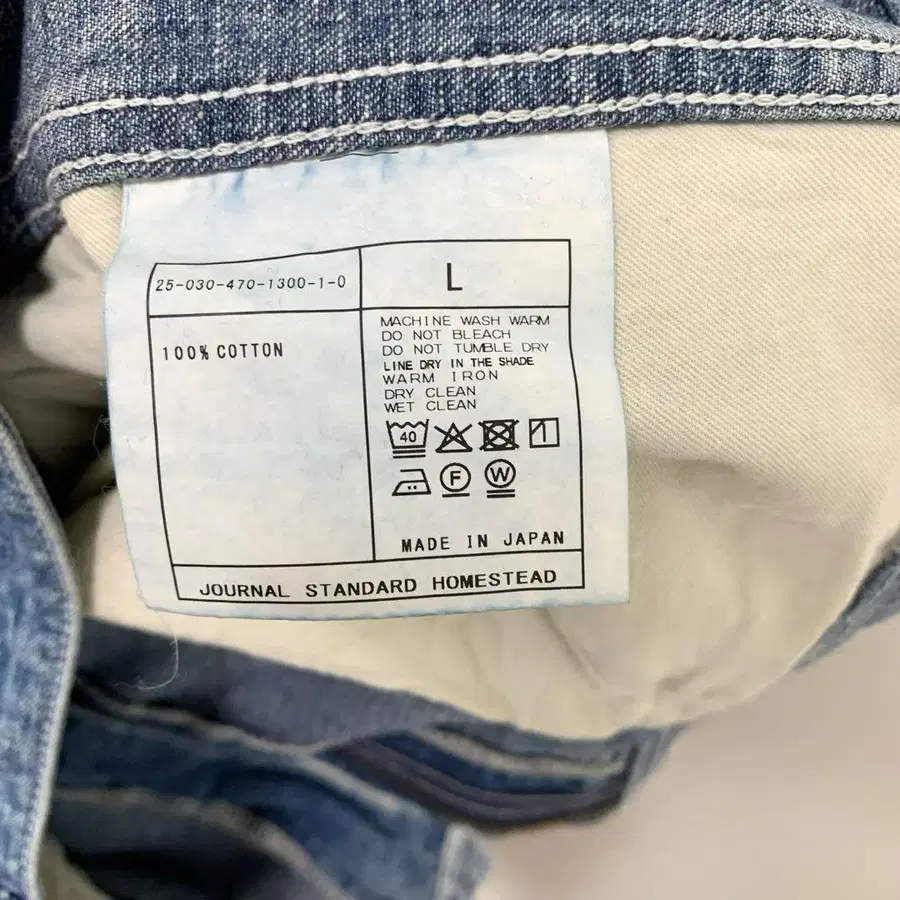 25-030-470-1300-1-0
L
100% COTTON
MACHINE WASH WARM
DO NOT BLEACH
DO NOT TUMBLE DRY
LINE DRY IN THE SHADE
WARM IRON
DRY CLEAN
WET CLEAN
40
F
W
MADE IN JAPAN
JOURNAL STANDARD HOMESTEAD